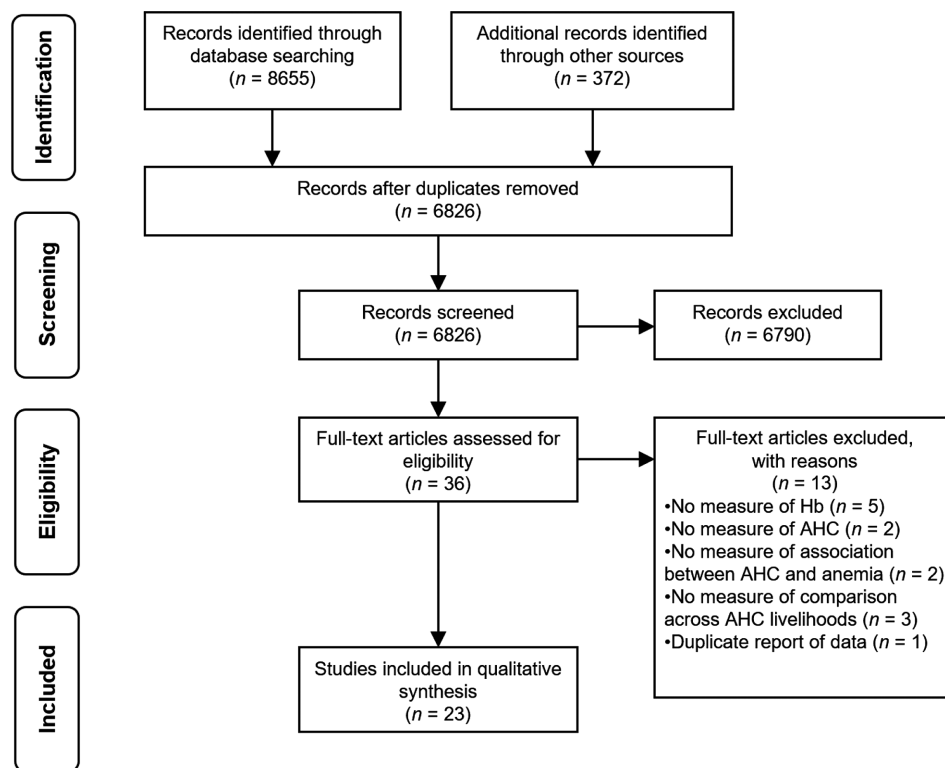 Identification
Records identified through
database searching
(n = 8655)
Additional records identified
through other sources
(n = 372)
Records after duplicates removed
(n = 6826)
Screening
Records screened
(n = 6826)
Records excluded
(n = 6790)
Eligibility
Full-text articles assessed for
eligibility
(n = 36)
Full-text articles excluded,
with reasons
(n = 13)
•No measure of Hb (n = 5)
•No measure of AHC (n = 2)
•No measure of association
between AHC and anemia (n = 2)
•No measure of comparison
across AHC livelihoods (n = 3)
•Duplicate report of data (n = 1)
Included
Studies included in qualitative
synthesis
(n = 23)